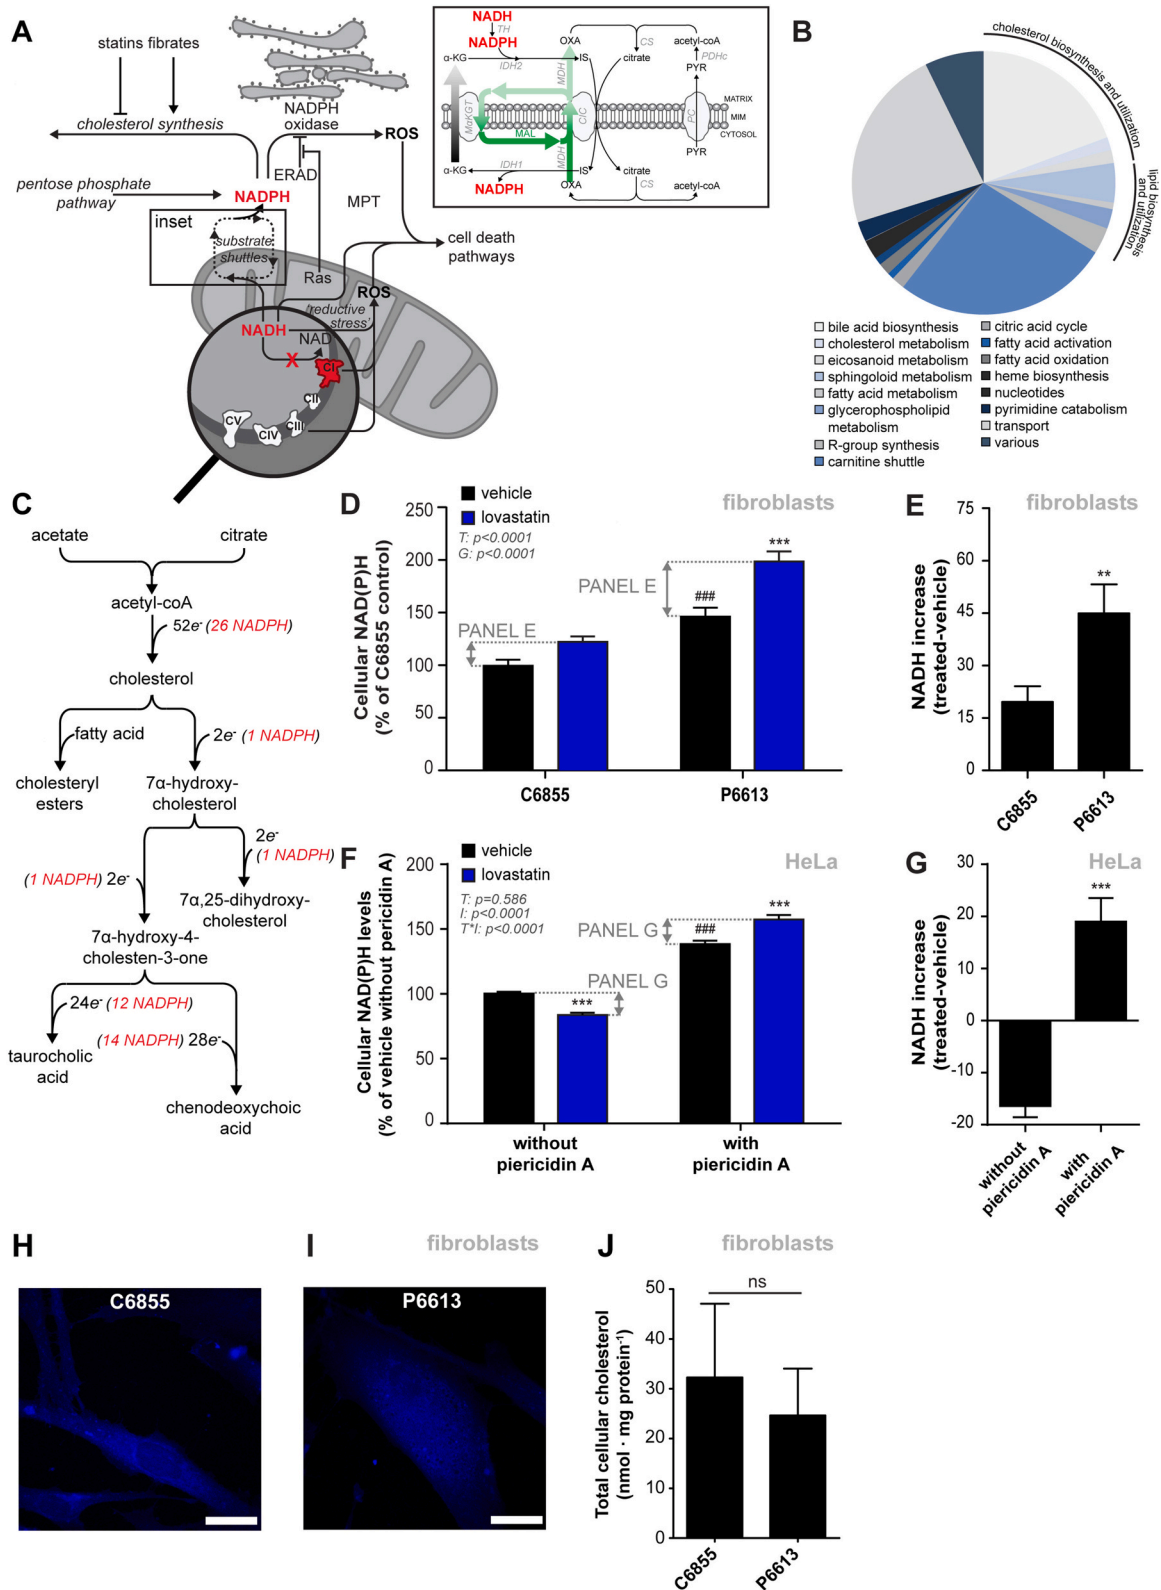 A
statins fibrates
cholesterol synthesis
NADPH
oxidase
ROS
ERAD
pentose phosphate
pathway
NADPH
MPT
inset
substrate
shuttles
cell death
pathways
Ras
ROS
'reductive
stress'
NADH
NAD
X
CI
CII
CIII
CIV
CV
NADH
TH
NADPH
OXA
CS
acetyl-coA
α-KG
IDH2
IS
citrate
PDHc
MDH
PYR
MαKGT
CIC
PC
MATRIX
MIM
CYTOSOL
MAL
MDH
PYR
α-KG
IDH1
IS
citrate
NADPH
OXA
CS
acetyl-coA
B
cholesterol biosynthesis and utilization
lipid biosynthesis
and utilization
bile acid biosynthesis
cholesterol metabolism
eicosanoid metabolism
sphingoloid metabolism
fatty acid metabolism
glycerophospholipid
metabolism
R-group synthesis
carnitine shuttle
citric acid cycle
fatty acid activation
fatty acid oxidation
heme biosynthesis
nucleotides
pyrimidine catabolism
transport
various
C
acetate
citrate
acetyl-coA
52e- (26 NADPH)
cholesterol
fatty acid
2e- (1 NADPH)
cholesteryl
esters
7α-hydroxy-
cholesterol
2e-
(1 NADPH)
(1 NADPH) 2e-
7α,25-dihydroxy-
cholesterol
7α-hydroxy-4-
cholesten-3-one
24e- (12 NADPH)
(14 NADPH) 28e-
taurocholic
acid
chenodeoxychoic
acid
D
vehicle
lovastatin
fibroblasts
T: p<0.0001
G: p<0.0001
Cellular NAD(P)H
(% of C6855 control)
250
200
150
100
50
0
PANEL E
PANEL E
###
***
C6855
P6613
E
fibroblasts
NADH increase
(treated-vehicle)
75
60
45
30
15
0
**
C6855
P6613
F
vehicle
lovastatin
HeLa
T: p=0.586
I: p<0.0001
T*I: p<0.0001
Cellular NAD(P)H levels
(% of vehicle without pericidin A)
200
150
100
50
0
PANEL G
PANEL G
***
###
***
without
piericidin A
with
piericidin A
G
HeLa
NADH increase
(treated-vehicle)
30
20
10
0
-10
-20
***
without
piericidin A
with
piericidin A
H
C6855
I
fibroblasts
P6613
J
fibroblasts
Total cellular cholesterol
(nmol · mg protein-1)
50
40
30
20
10
0
ns
C6855
P6613